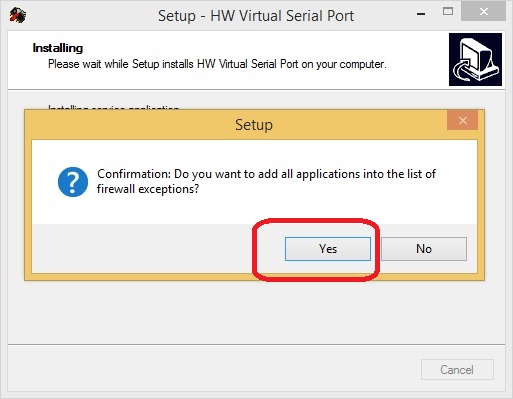 Setup - HW Virtual Serial Port
Installing
Please wait while Setup installs HW Virtual Serial Port on your computer.
Installing service application
Setup
Confirmation: Do you want to add all applications into the list of
firewall exceptions?
Yes
No
Cancel